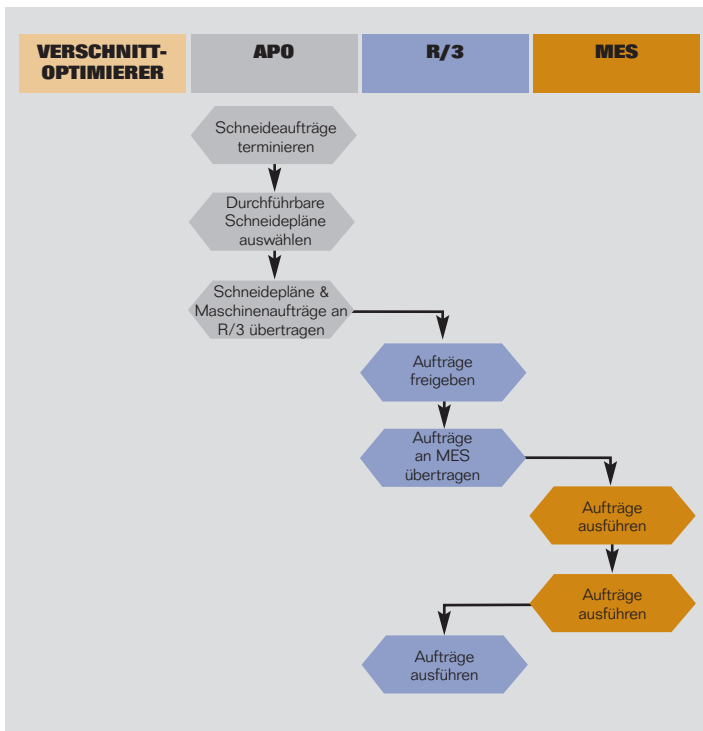 VERSCHNITT-
OPTIMIERER
APO
R/3
MES
Schneideaufträge
terminieren
Durchführbare
Schneidepläne
auswählen
Schneidepläne &
Maschinenaufträge an
R/3 übertragen
Aufträge
freigeben
Aufträge
an MES
übertragen
Aufträge
ausführen
Aufträge
ausführen
Aufträge
ausführen